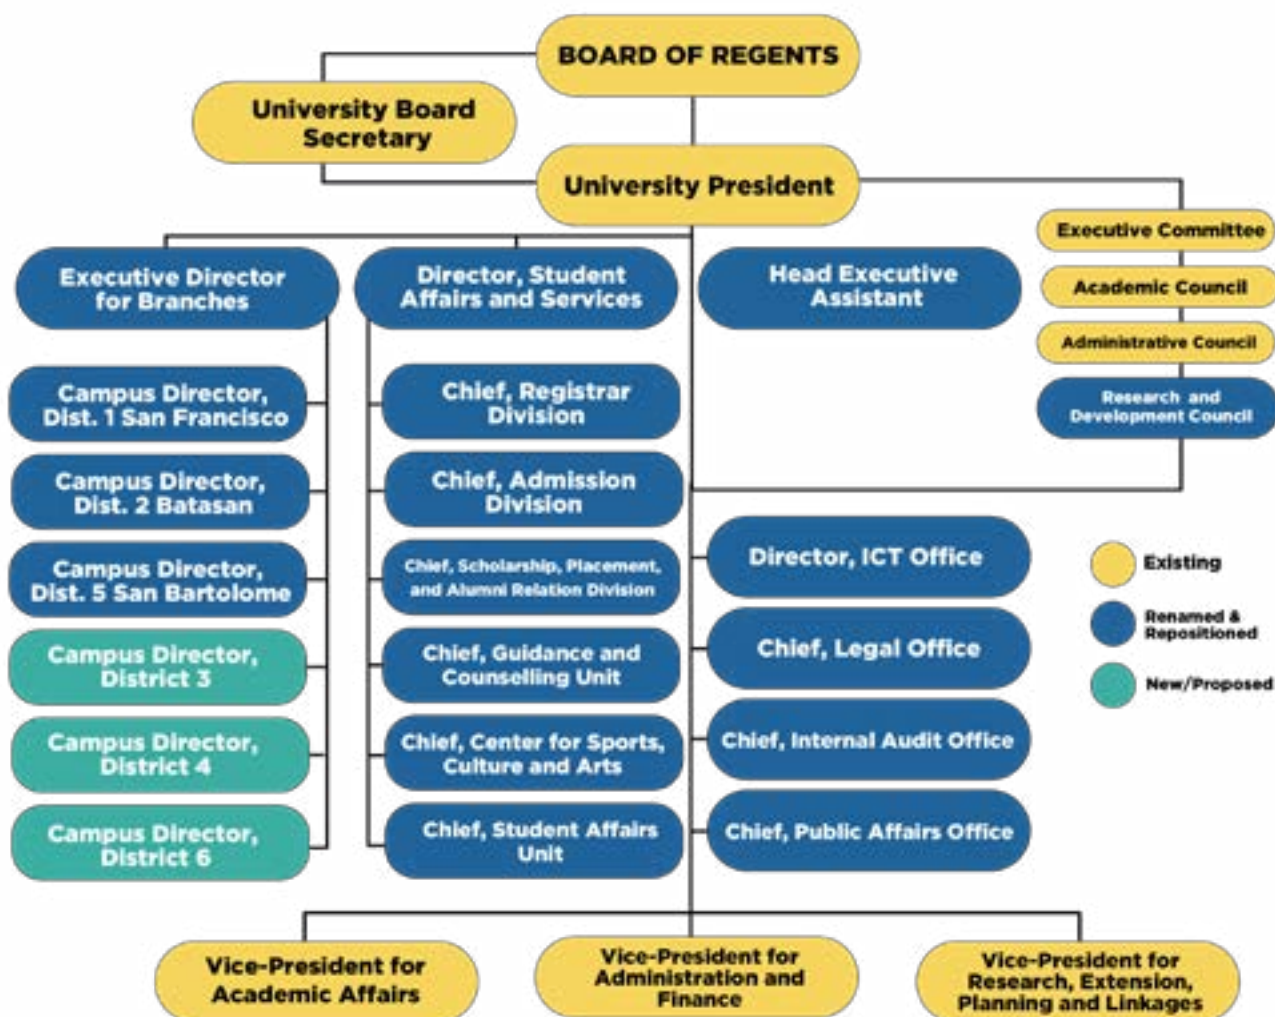 BOARD OF REGENTS
University Board
Secretary
University President
Executive Committee
Academic Council
Administrative Council
Research and
Development Council
Executive Director
for Branches
Director, Student
Affairs and Services
Head Executive
Assistant
Campus Director,
Dist. 1 San Francisco
Campus Director,
Dist. 2 Batasan
Campus Director,
Dist. 5 San Bartolome
Campus Director,
District 3
Campus Director,
District 4
Campus Director,
District 6
Chief, Registrar
Division
Chief, Admission
Division
Chief, Scholarship, Placement,
and Alumni Relation Division
Chief, Guidance and
Counselling Unit
Chief, Center for Sports,
Culture and Arts
Chief, Student Affairs
Unit
Director, ICT Office
Chief, Legal Office
Chief, Internal Audit Office
Chief, Public Affairs Office
Existing
Renamed &
Repositioned
New/Proposed
Vice-President for
Academic Affairs
Vice-President for
Administration and
Finance
Vice-President for
Research, Extension,
Planning and Linkages